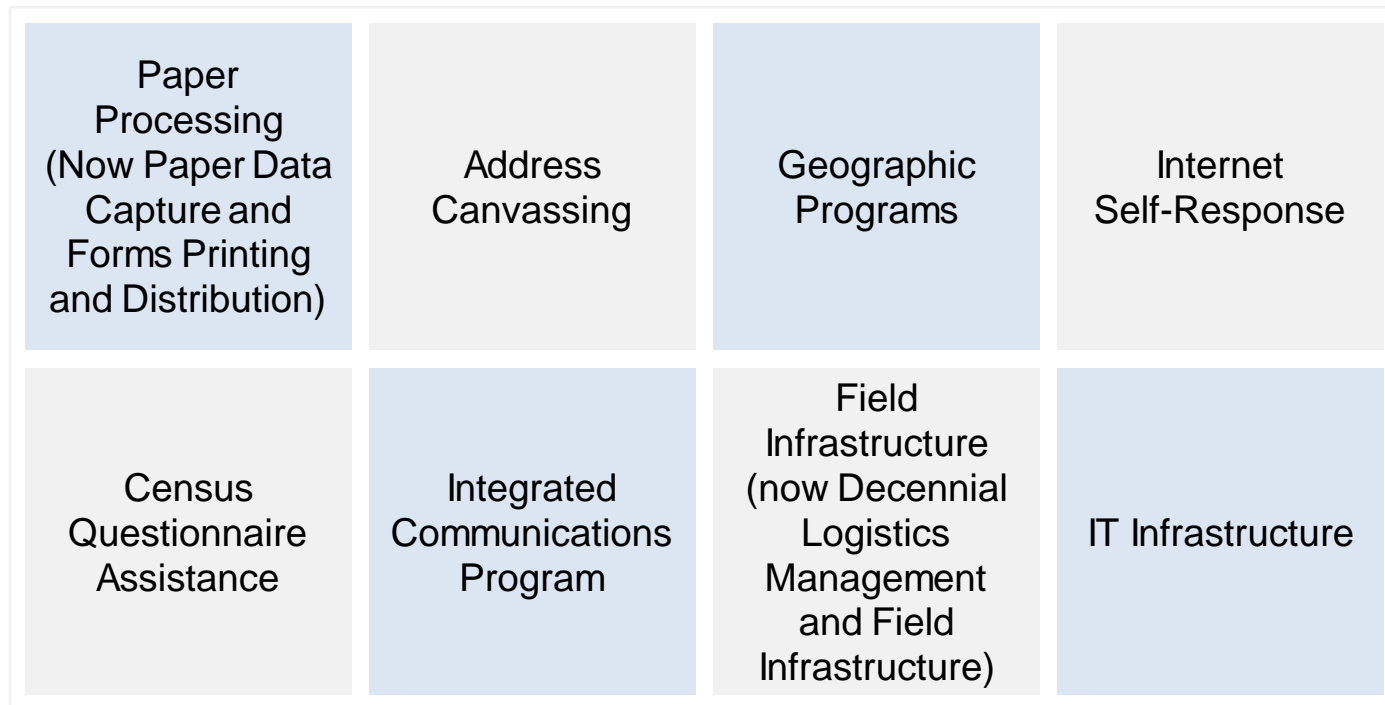 Paper
Processing
(Now Paper Data
Capture and
Forms Printing
and Distribution)
Address
Canvassing
Geographic
Programs
Internet
Self-Response
Census
Questionnaire
Assistance
Integrated
Communications
Program
Field
Infrastructure
(now Decennial
Logistics
Management
and Field
Infrastructure)
IT Infrastructure